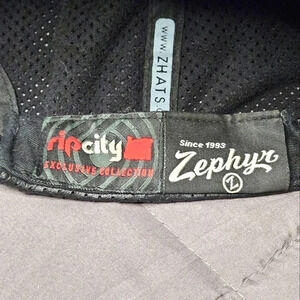 www.ZHATS.
ripcity
EXCLUSIVE COLLECTION
Since 1993
Zephyr
Z